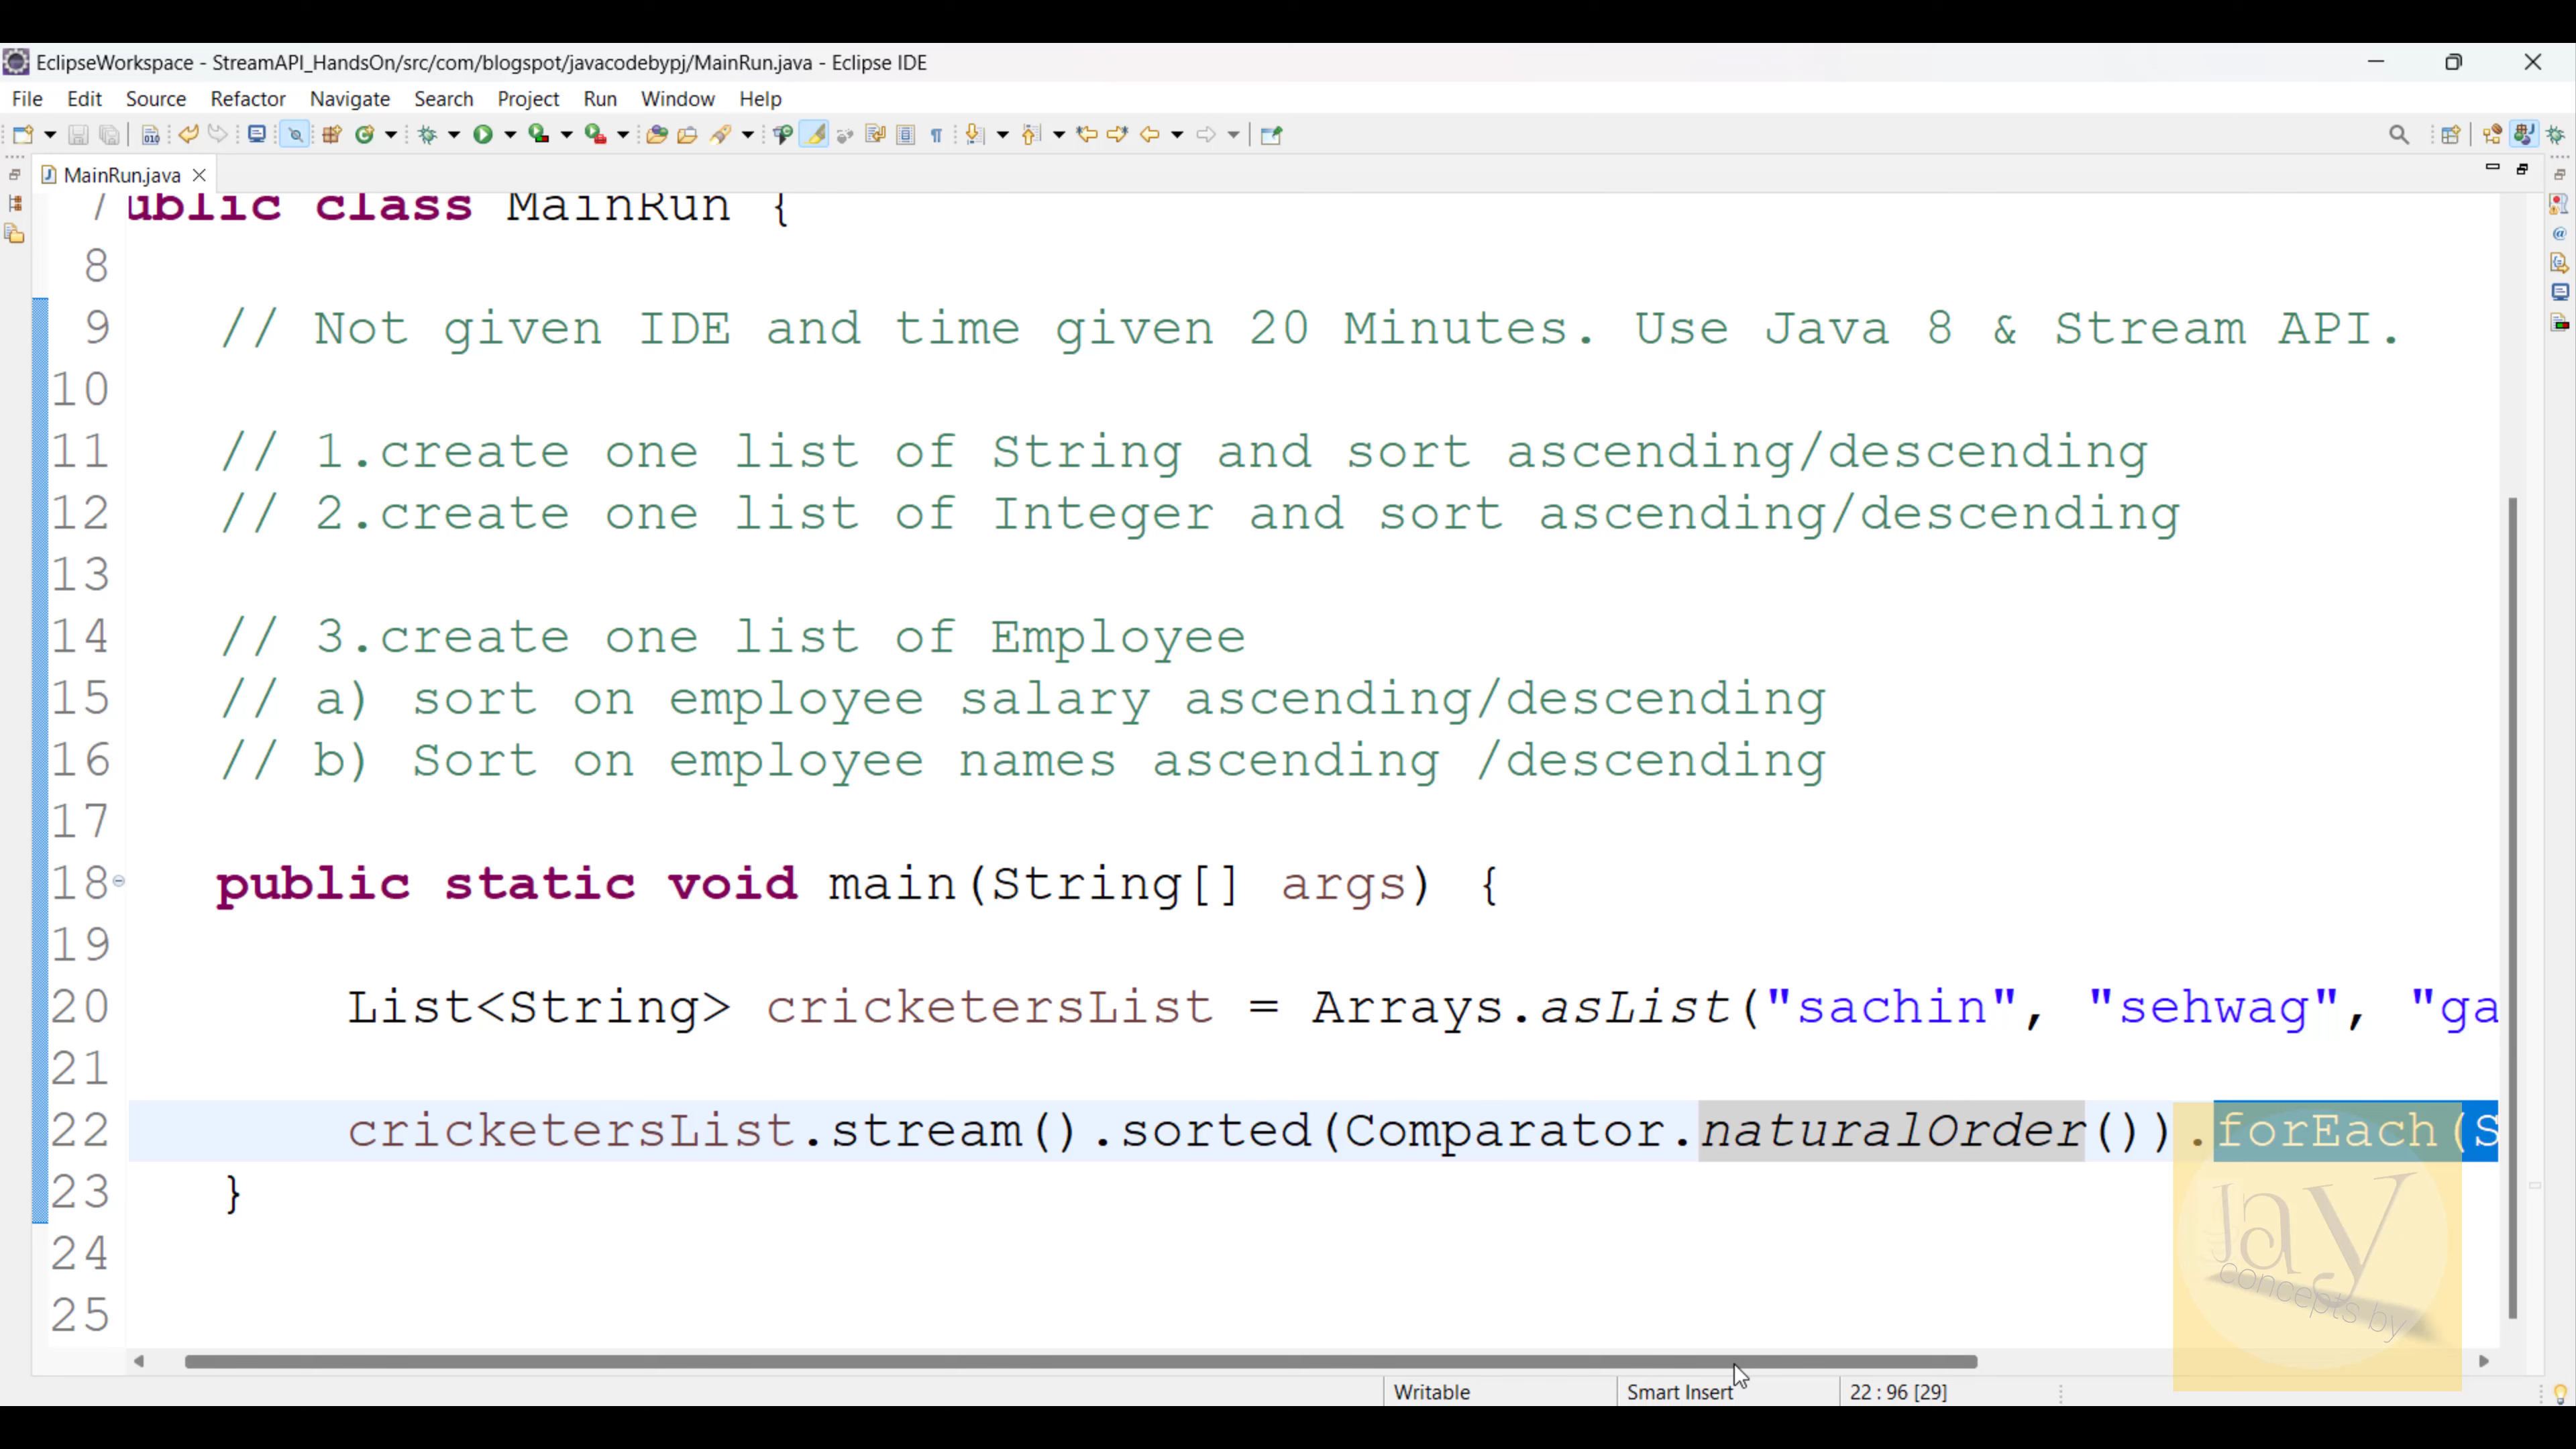 EclipseWorkspace - StreamAPI_HandsOn/src/com/blogspot/javacodebypj/MainRun.java - Eclipse IDE
File Edit Source Refactor Navigate Search Project Run Window Help
MainRun.java
7 ublic class MainRun {
8
9 // Not given IDE and time given 20 Minutes. Use Java 8 & Stream API.
10
11 // 1.create one list of String and sort ascending/descending
12 // 2.create one list of Integer and sort ascending/descending
13
14 // 3.create one list of Employee
15 // a) sort on employee salary ascending/descending
16 // b) Sort on employee names ascending /descending
17
18 public static void main(String[] args) {
19
20 List<String> cricketersList = Arrays.asList("sachin", "sehwag", "ga
21
22 cricketersList.stream().sorted(Comparator.naturalOrder()).forEach(S
23 }
24
25
Jay
concepts by
Writable Smart Insert 22 : 96 [29]